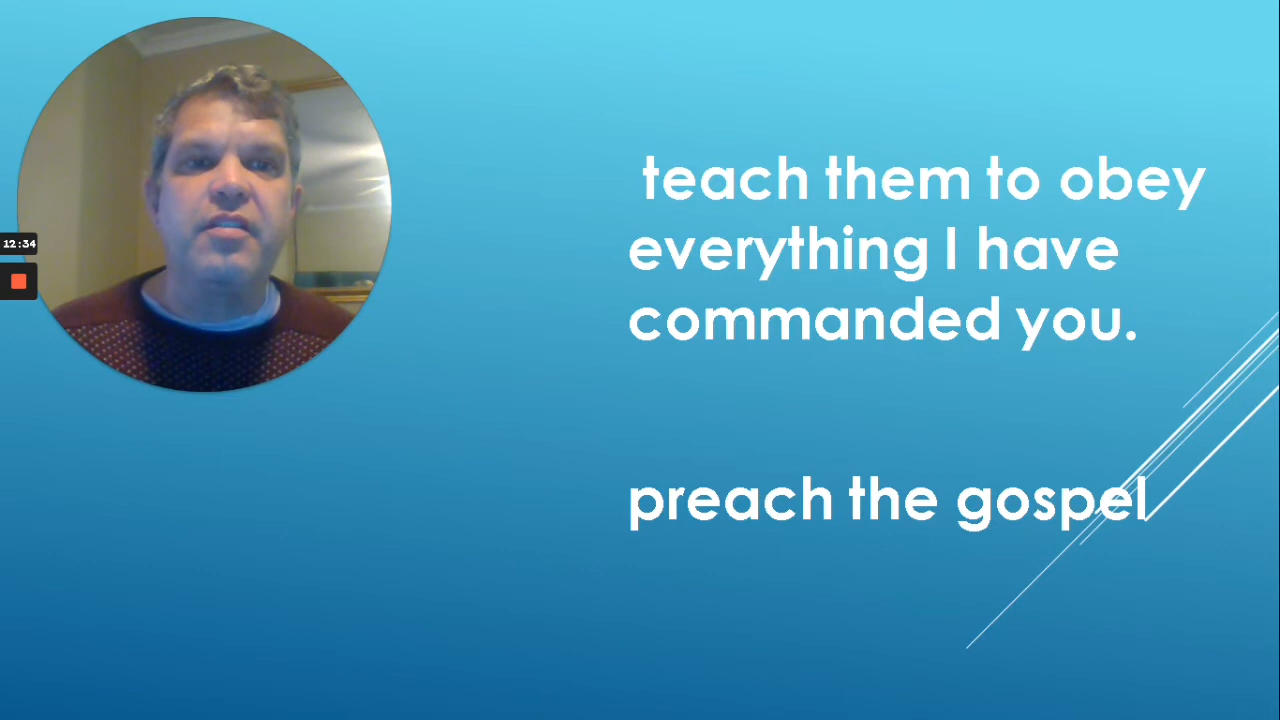 12:34
teach them to obey
everything I have
commanded you.
preach the gospel